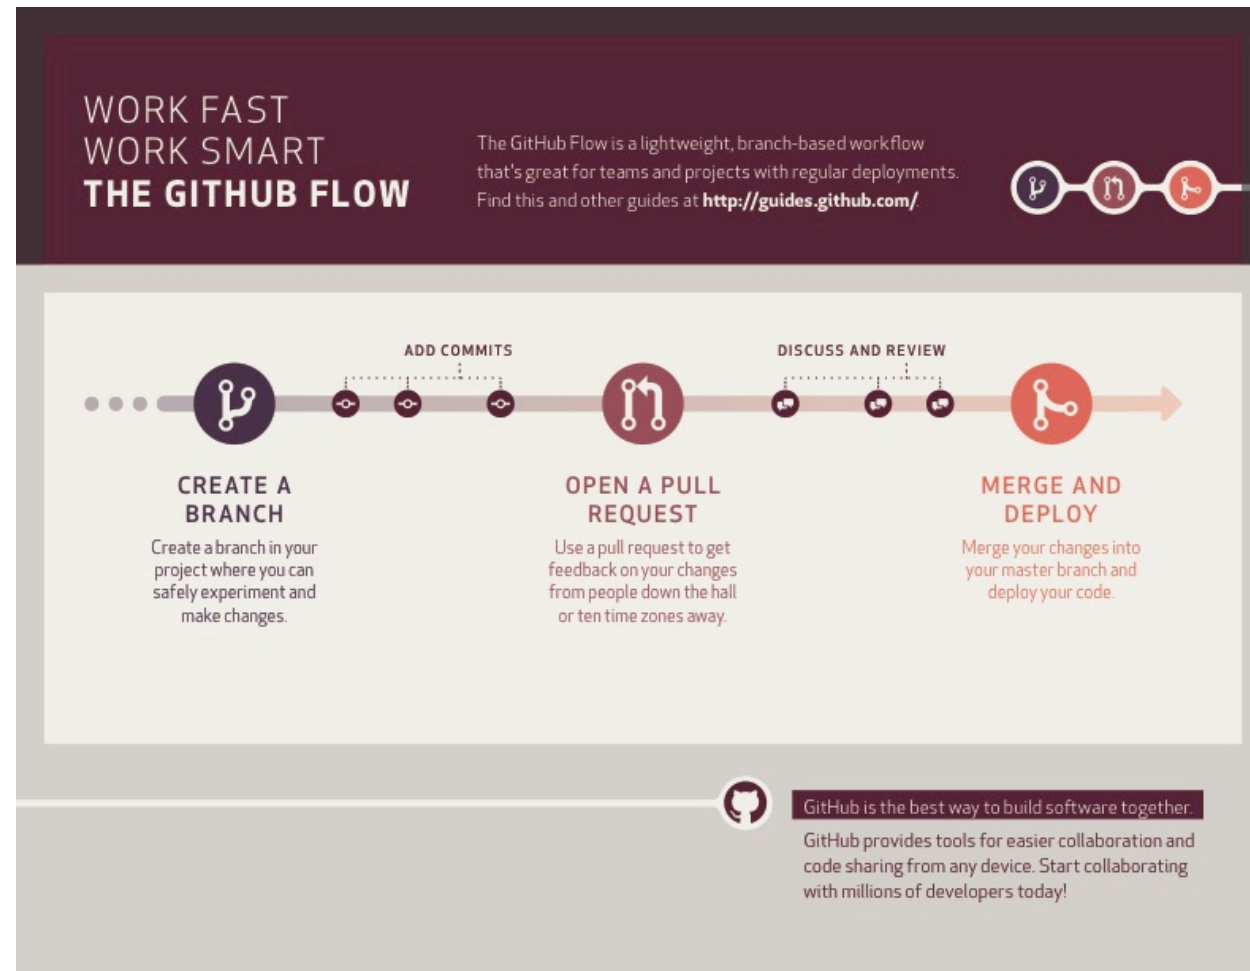 WORK FAST
WORK SMART
THE GITHUB FLOW
The GitHub Flow is a lightweight, branch-based workflow
that's great for teams and projects with regular deployments.
Find this and other guides at http://guides.github.com/.
ADD COMMITS
DISCUSS AND REVIEW
CREATE A
BRANCH
Create a branch in your
project where you can
safely experiment and
make changes.
OPEN A PULL
REQUEST
Use a pull request to get
feedback on your changes
from people down the hall
or ten time zones away.
MERGE AND
DEPLOY
Merge your changes into
your master branch and
deploy your code.
GitHub is the best way to build software together.
GitHub provides tools for easier collaboration and
code sharing from any device. Start collaborating
with millions of developers today!